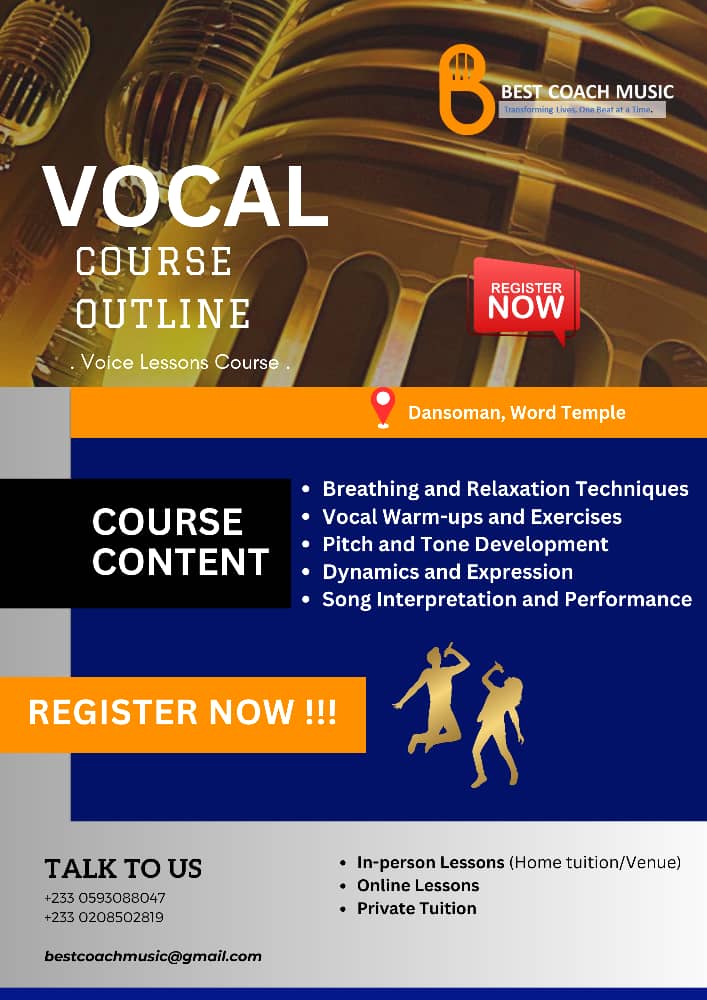 BEST COACH MUSIC
Transforming Lives. One Beat at a Time.
VOCAL
COURSE
OUTLINE
. Voice Lessons Course .
REGISTER
NOW
Dansoman, Word Temple
COURSE
CONTENT
• Breathing and Relaxation Techniques
• Vocal Warm-ups and Exercises
• Pitch and Tone Development
• Dynamics and Expression
• Song Interpretation and Performance
REGISTER NOW !!!
TALK TO US
+233 0593088047
+233 0208502819
bestcoachmusic@gmail.com
• In-person Lessons (Home tuition/Venue)
• Online Lessons
• Private Tuition